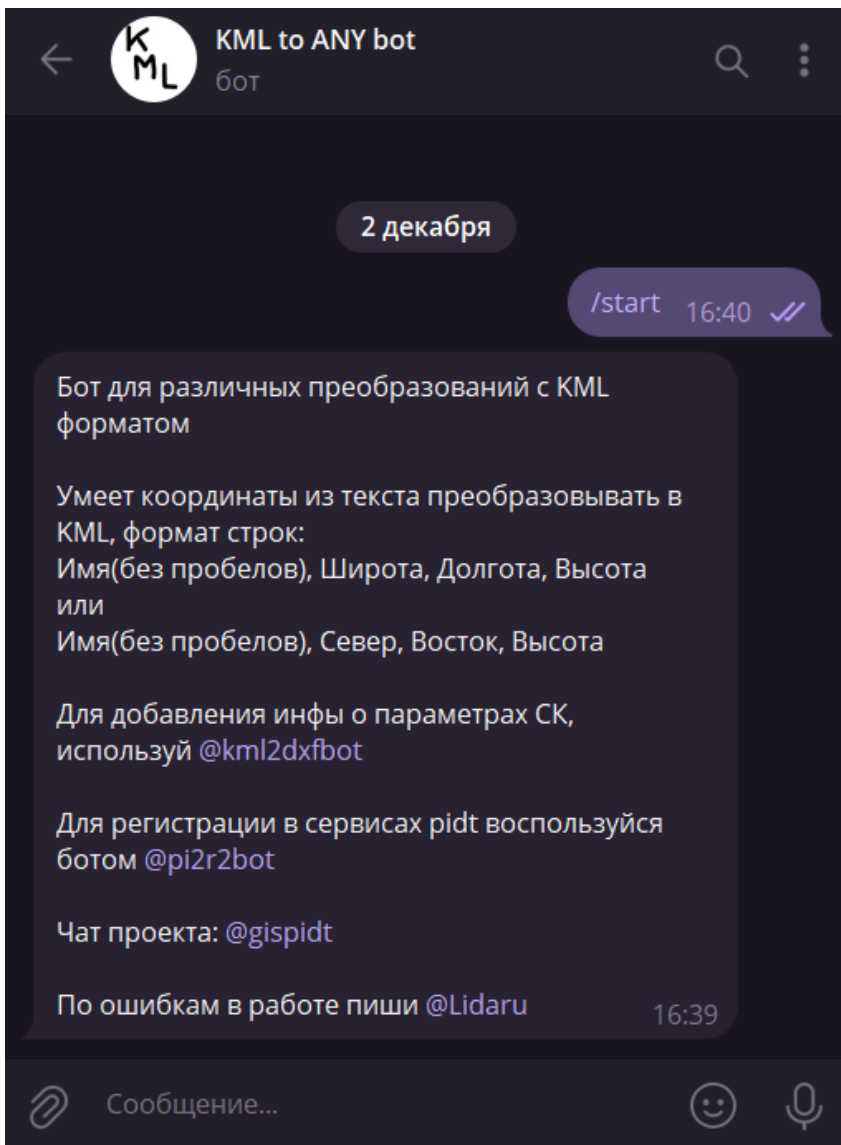 KML
KML to ANY bot
бот
2 декабря
/start 16:40
Бот для различных преобразований с KML
форматом
Умеет координаты из текста преобразовывать в
KML, формат строк:
Имя(без пробелов), Широта, Долгота, Высота
или
Имя(без пробелов), Север, Восток, Высота
Для добавления инфы о параметрах СК,
используй @kml2dxfbot
Для регистрации в сервисах pidt воспользуйся
ботом @pi2r2bot
Чат проекта: @gispidt
По ошибкам в работе пиши @Lidaru
16:39
Сообщение...